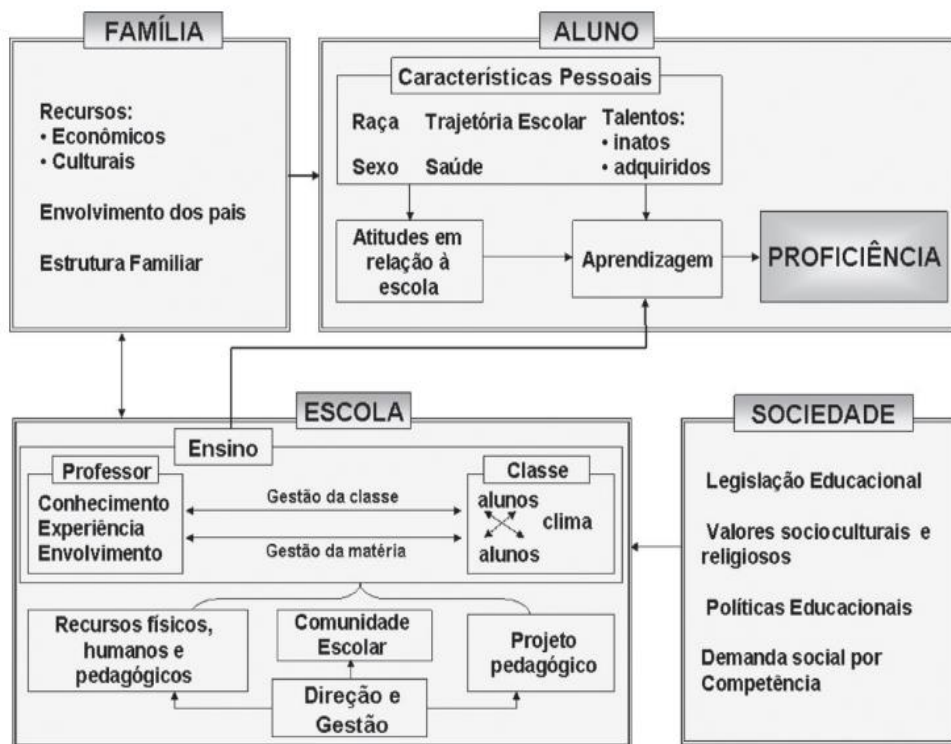 FAMÍLIA
Recursos:
• Econômicos
• Culturais
Envolvimento dos pais
Estrutura Familiar
ALUNO
Características Pessoais
Raça
Trajetória Escolar
Talentos:
• inatos
• adquiridos
Sexo
Saúde
Atitudes em
relação à
escola
Aprendizagem
PROFICIÊNCIA
ESCOLA
Ensino
Professor
Conhecimento
Experiência
Envolvimento
Gestão da classe
Gestão da matéria
Classe
alunos
clima
alunos
Recursos físicos,
humanos e
pedagógicos
Comunidade
Escolar
Projeto
pedagógico
Direção e
Gestão
SOCIEDADE
Legislação Educacional
Valores socioculturais e
religiosos
Políticas Educacionais
Demanda social por
Competência